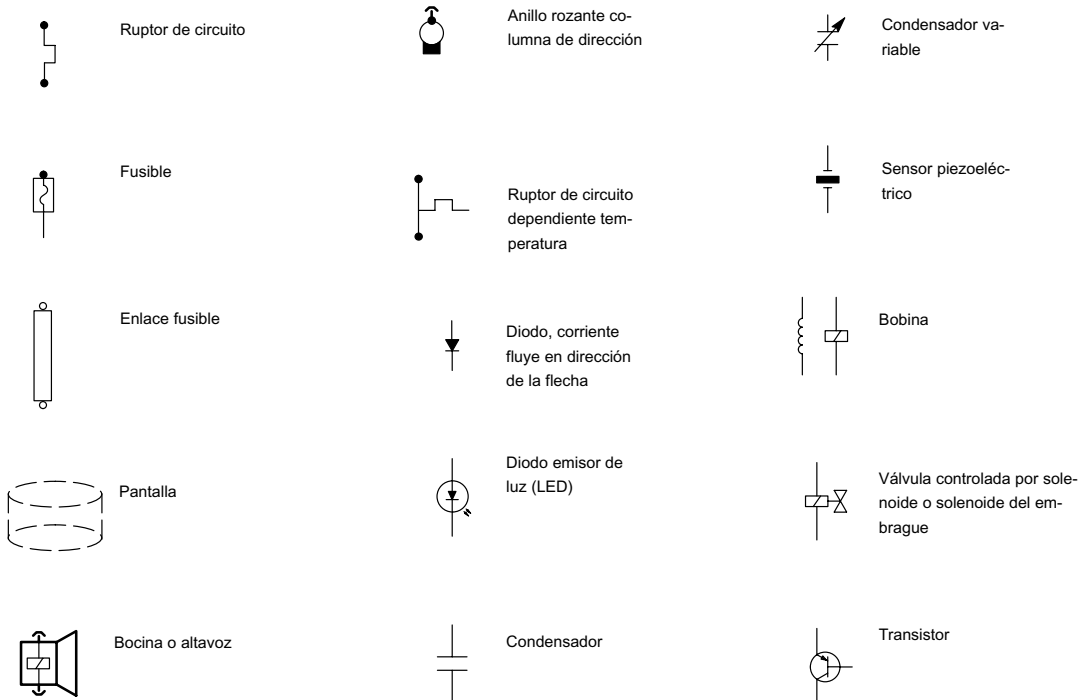 Ruptor de circuito
Anillo rozante co-
lumna de dirección
Condensador va-
riable
Fusible
Ruptor de circuito
dependiente tem-
peratura
Sensor piezoeléc-
trico
Enlace fusible
Diodo, corriente
fluye en dirección
de la flecha
Bobina
Pantalla
Diodo emisor de
luz (LED)
Válvula controlada por sole-
noide o solenoide del em-
brague
Bocina o altavoz
Condensador
Transistor